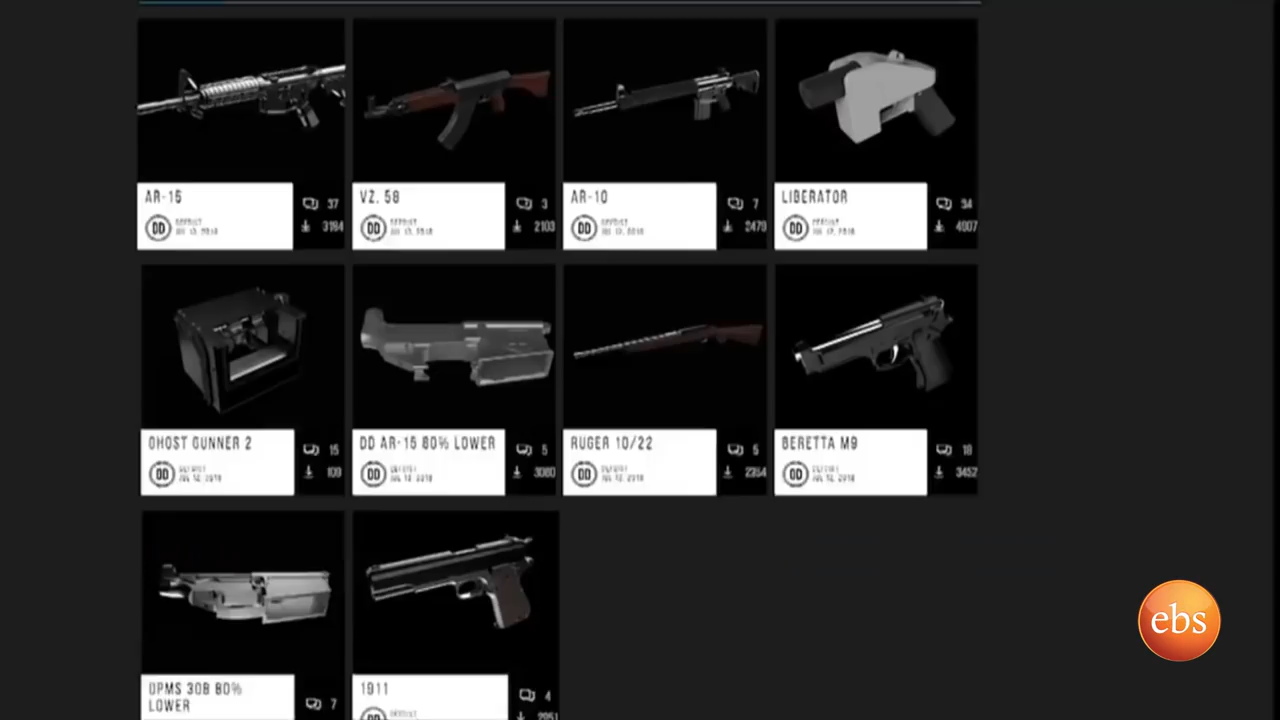 AR-15
DD
37
3184
VZ. 58
DD
3
2103
AR-10
DD
7
2479
LIBERATOR
DD
34
4907
GHOST GUNNER 2
DD
15
109
DD AR-15 80% LOWER
DD
5
3080
RUGER 10/22
DD
5
2354
BERETTA M9
DD
18
3452
DPMS 308 80%
LOWER
7
1911
4
ebs